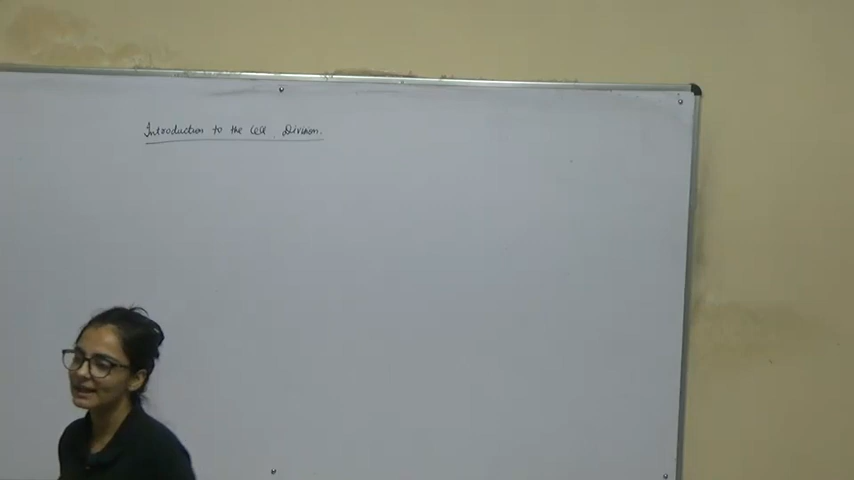 Introduction to the Cell Division.